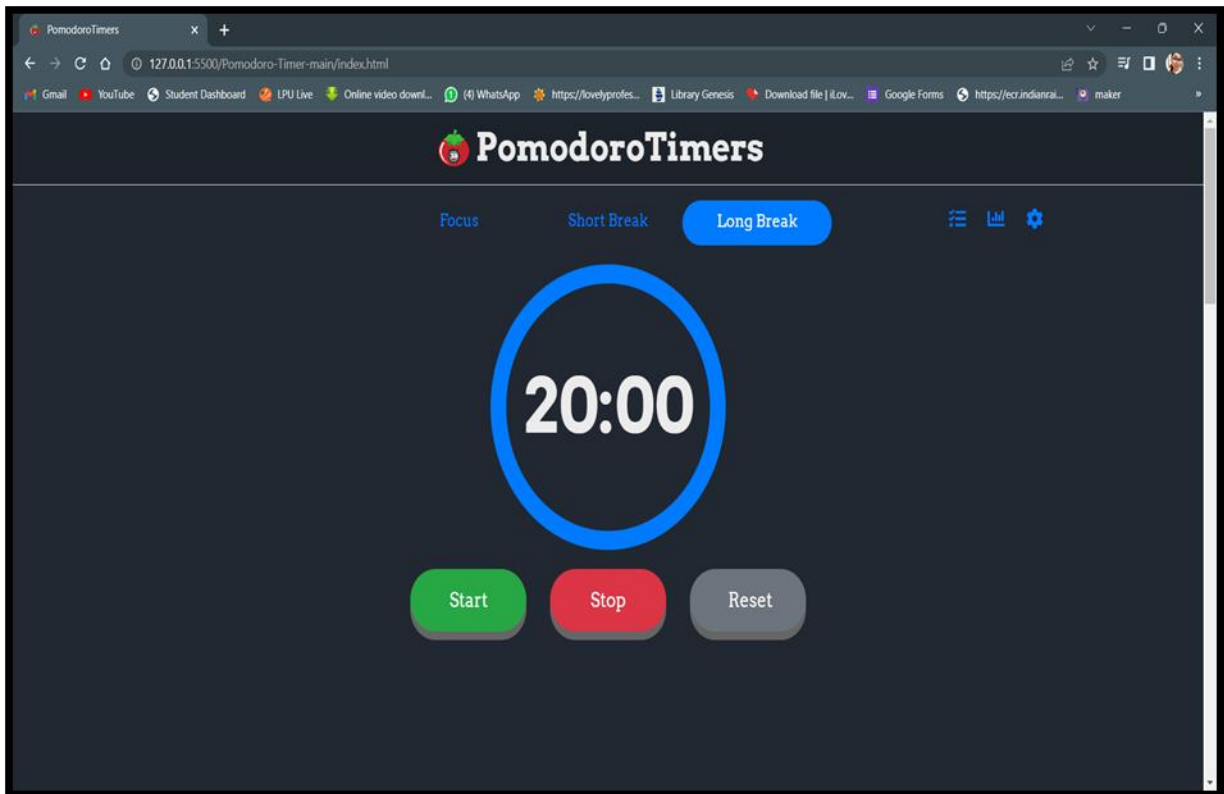 PomodoroTimers
127.0.0.1:5500/Pomodoro-Timer-main/index.html
Gmail YouTube Student Dashboard LPU Live Online video downl... (4) WhatsApp https://lovelyprofes... Library Genesis Download file | iLov... Google Forms https://ecr.indianrai... maker »
PomodoroTimers
Focus Short Break Long Break
20:00
Start Stop Reset